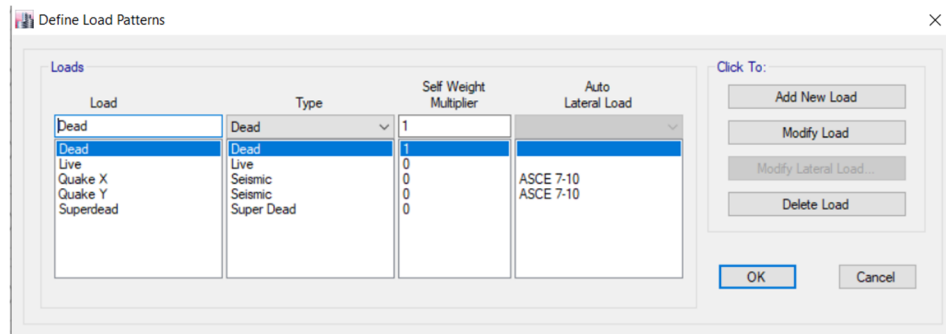 Define Load Patterns
Loads
Click To:
Load Type Self Weight Multiplier Auto Lateral Load
Dead Dead 1
Dead Dead 1
Live Live 0
Quake X Seismic 0 ASCE 7-10
Quake Y Seismic 0 ASCE 7-10
Superdead Super Dead 0
Add New Load
Modify Load
Modify Lateral Load...
Delete Load
OK Cancel